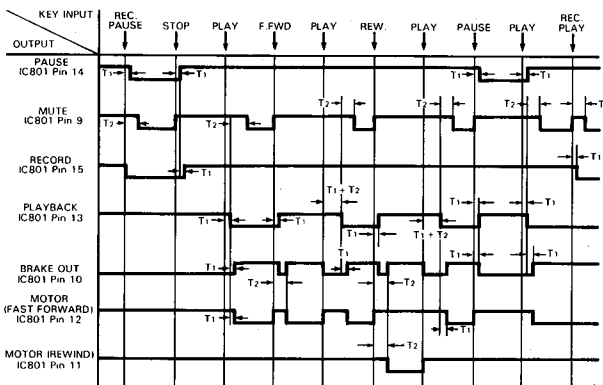 KEY INPUT
OUTPUT
REC. PAUSE
STOP
PLAY
F.FWD
PLAY
REW.
PLAY
PAUSE
PLAY
REC. PLAY
PAUSE
IC801 Pin 14
T1
T1
T1
T1
MUTE
IC801 Pin 9
T2
T2
T2
T2
T2
T
RECORD
IC801 Pin 15
T1
T1
PLAYBACK
IC801 Pin 13
T1
T1
T1 + T2
T1
T1 + T2
T1
T1
BRAKE OUT
IC801 Pin 10
T1
T2
T1
T2
T1
T1
MOTOR
(FAST FORWARD)
IC801 Pin 12
T1
T1
MOTOR (REWIND)
IC801 Pin 11
T2